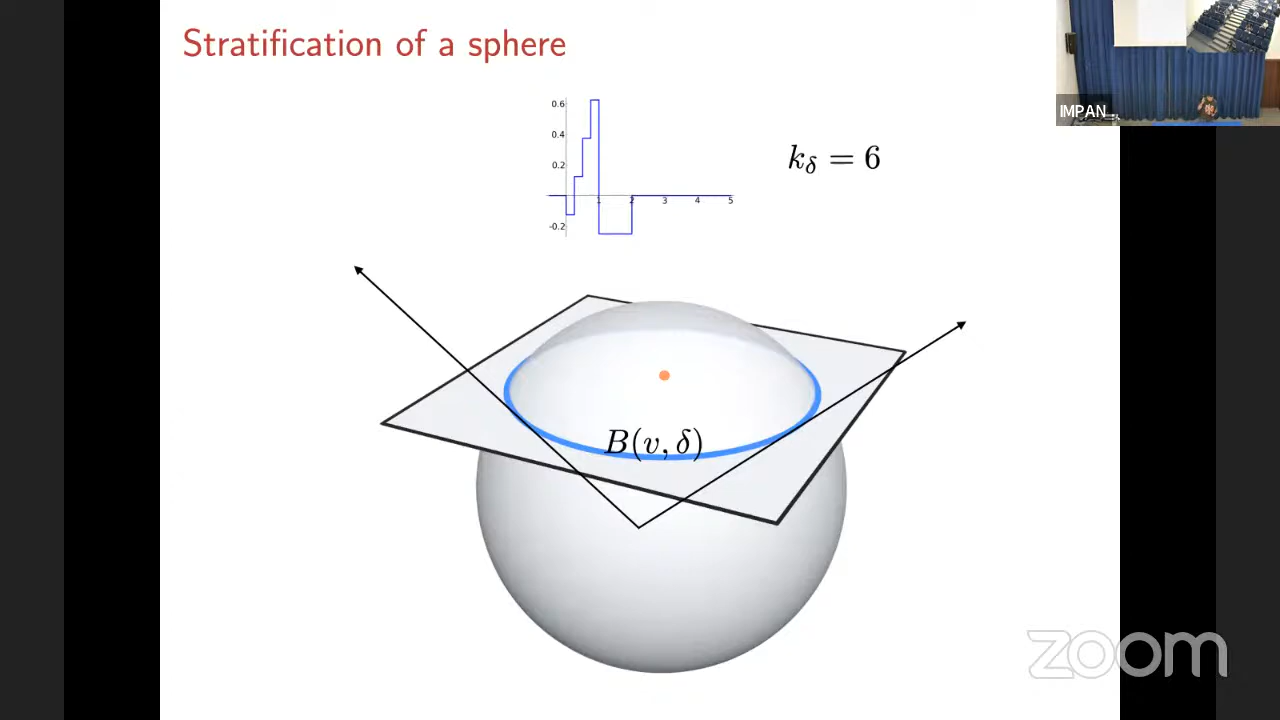 Stratification of a sphere
IMPAN...
0.6
0.4
0.2
-0.2
1 2 3 4 5
k_δ = 6
B(v, δ)
zoom